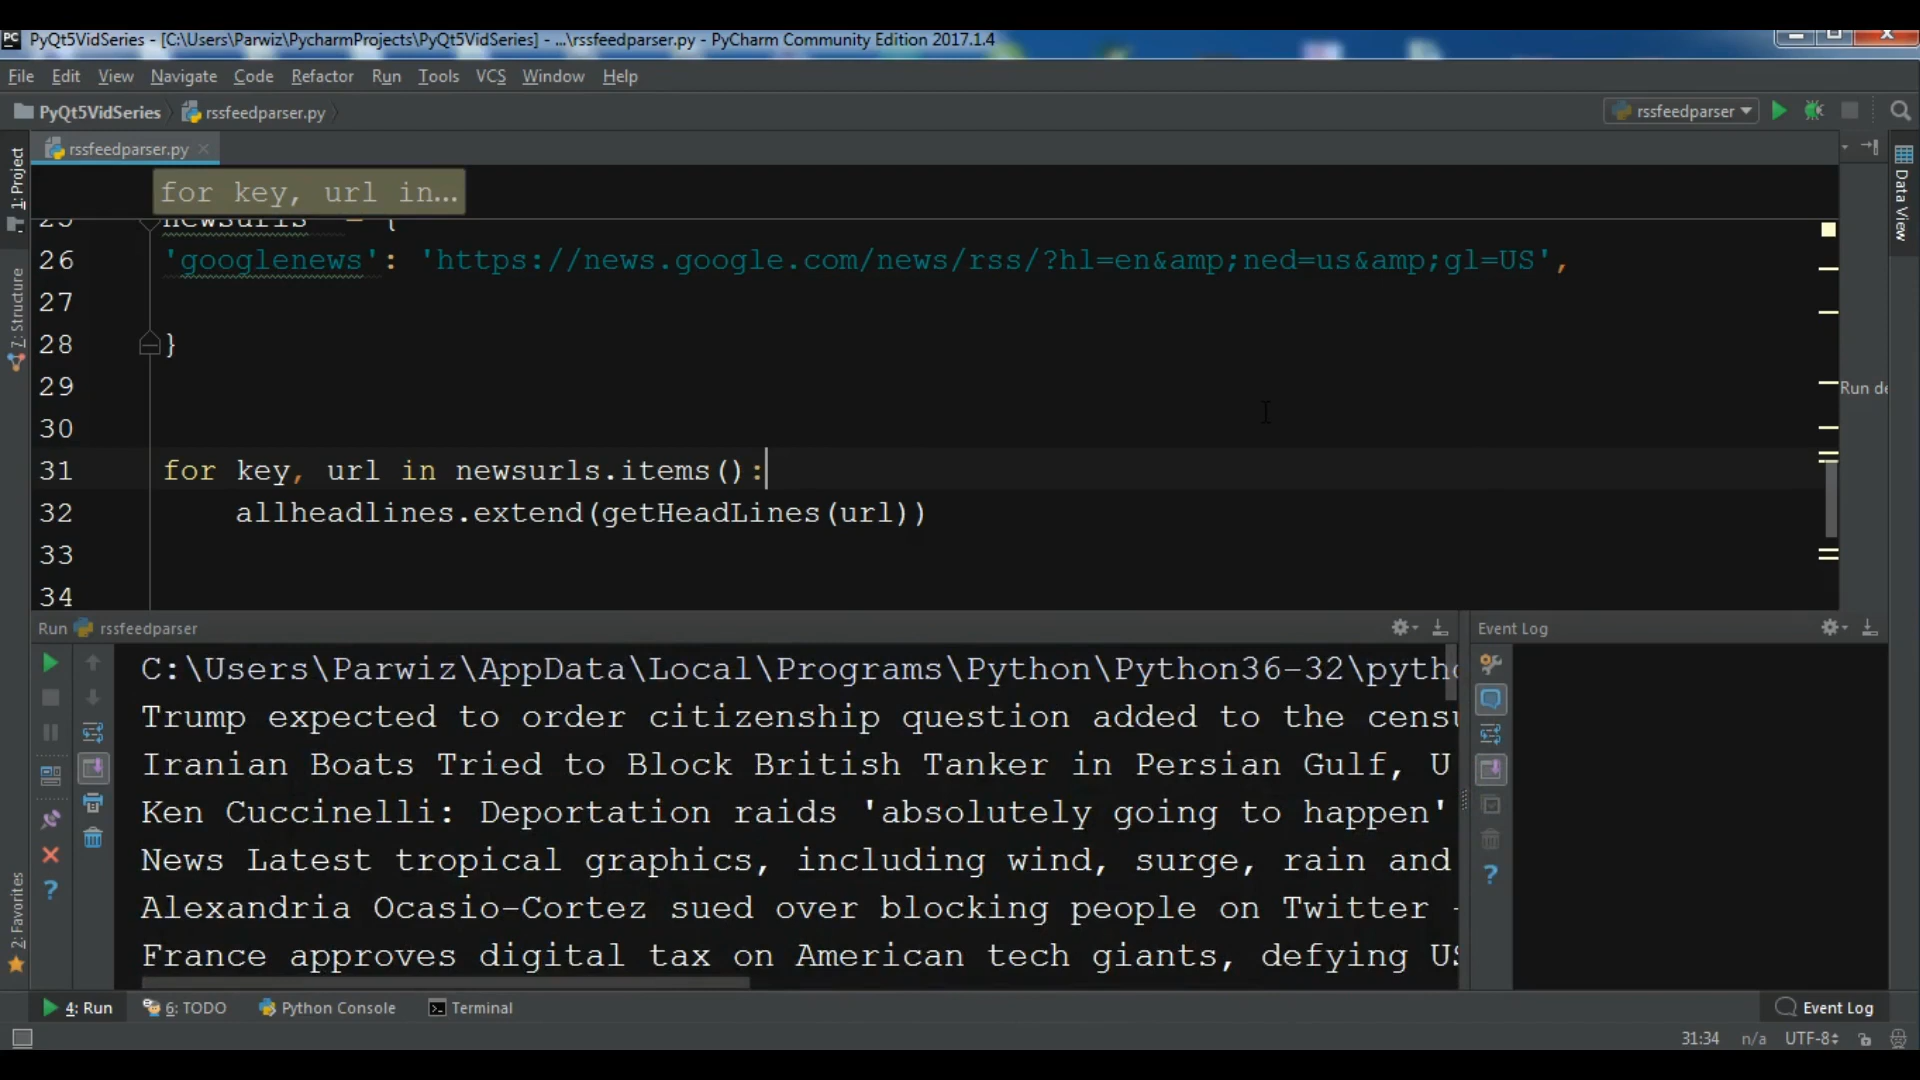 PyQt5VidSeries - [C:\Users\Parwiz\PycharmProjects\PyQt5VidSeries] - ...\rssfeedparser.py - PyCharm Community Edition 2017.1.4
File Edit View Navigate Code Refactor Run Tools VCS Window Help
PyQt5VidSeries rssfeedparser.py rssfeedparser
rssfeedparser.py
1: Project
7: Structure
2: Favorites
Data View
Run de
for key, url in...
25 newsurls = {
26 'googlenews': 'https://news.google.com/news/rss/?hl=en&amp;ned=us&amp;gl=US',
27
28 }
29
30
31 for key, url in newsurls.items():
32 allheadlines.extend(getHeadLines(url))
33
34
Run rssfeedparser
Event Log
C:\Users\Parwiz\AppData\Local\Programs\Python\Python36-32\pytho
Trump expected to order citizenship question added to the censu
Iranian Boats Tried to Block British Tanker in Persian Gulf, U
Ken Cuccinelli: Deportation raids 'absolutely going to happen'
News Latest tropical graphics, including wind, surge, rain and
Alexandria Ocasio-Cortez sued over blocking people on Twitter -
France approves digital tax on American tech giants, defying US
4: Run 6: TODO Python Console Terminal Event Log
31:34 n/a UTF-8